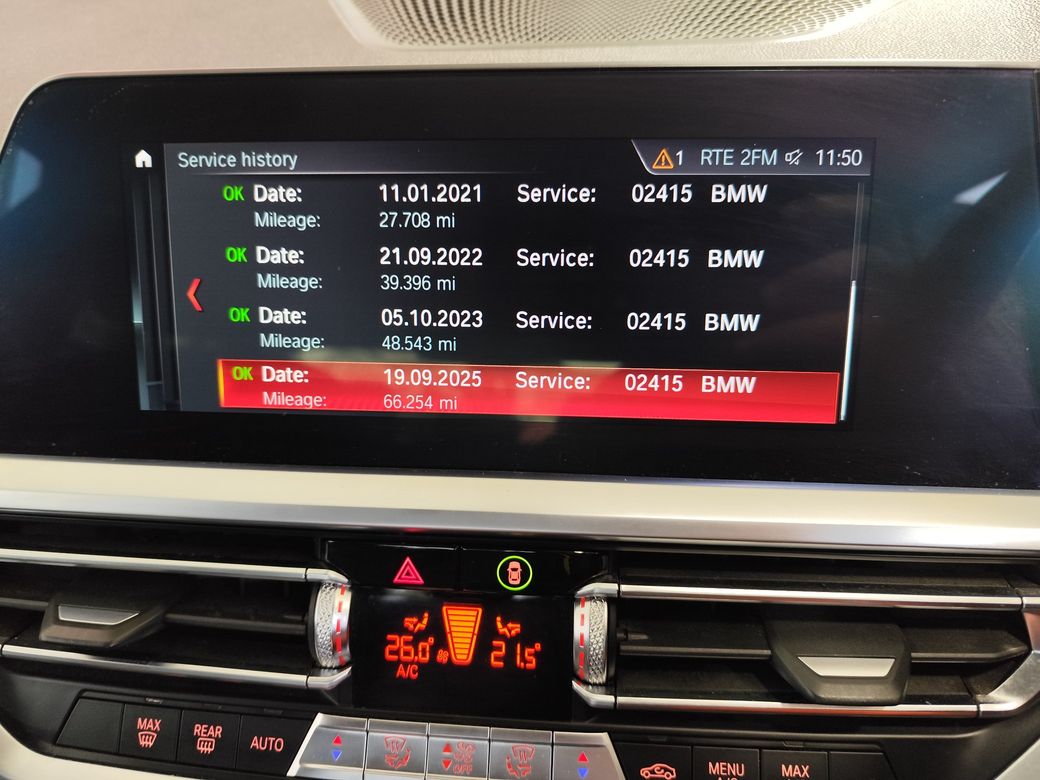 Service history
1 RTE 2FM 11:50
OK Date: 11.01.2021 Service: 02415 BMW
Mileage: 27.708 mi
OK Date: 21.09.2022 Service: 02415 BMW
Mileage: 39.396 mi
OK Date: 05.10.2023 Service: 02415 BMW
Mileage: 48.543 mi
OK Date: 19.09.2025 Service: 02415 BMW
Mileage: 66.254 mi
26.0° 21.5°
A/C
MAX
REAR
AUTO
OFF
MENU
A/C
MAX